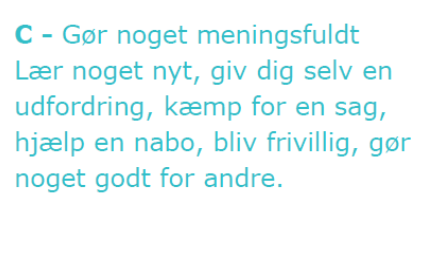 C - Gør noget meningsfuldt
Lær noget nyt, giv dig selv en
udfordring, kæmp for en sag,
hjælp en nabo, bliv frivillig, gør
noget godt for andre.